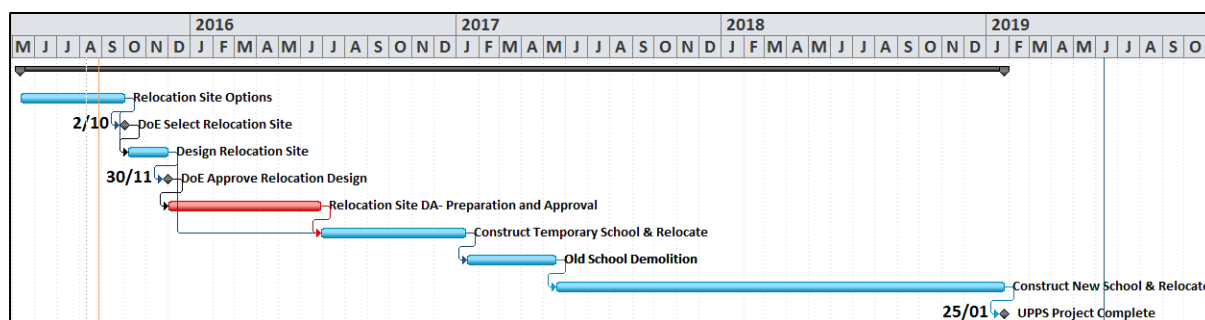 2016 2017 2018 2019
M J J A S O N D J F M A M J J A S O N D J F M A M J J A S O N D J F M A M J J A S O N D J F M A M J J A S O
Relocation Site Options
2/10 DoE Select Relocation Site
Design Relocation Site
30/11 DoE Approve Relocation Design
Relocation Site DA- Preparation and Approval
Construct Temporary School & Relocate
Old School Demolition
Construct New School & Relocate
25/01 UPPS Project Complete